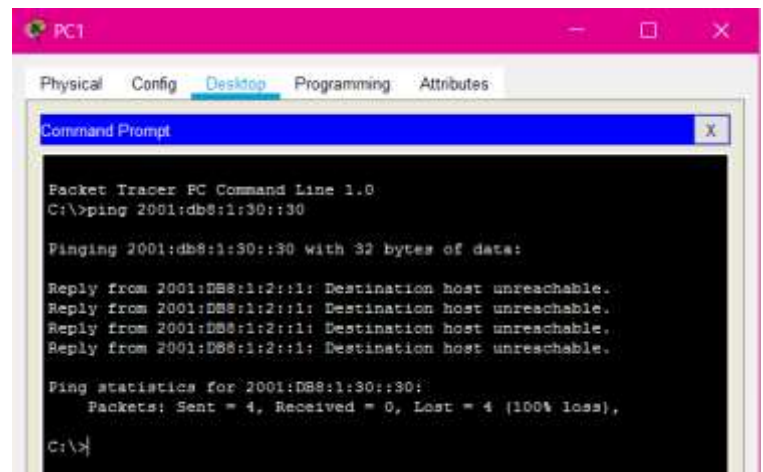 PC1
Physical Config Desktop Programming Attributes
Command Prompt
X
Packet Tracer PC Command Line 1.0
C:\>ping 2001:db8:1:30::30
Pinging 2001:db8:1:30::30 with 32 bytes of data:
Reply from 2001:DB8:1:2::1: Destination host unreachable.
Reply from 2001:DB8:1:2::1: Destination host unreachable.
Reply from 2001:DB8:1:2::1: Destination host unreachable.
Reply from 2001:DB8:1:2::1: Destination host unreachable.
Ping statistics for 2001:DB8:1:30::30:
Packets: Sent = 4, Received = 0, Lost = 4 (100% loss),
C:\>